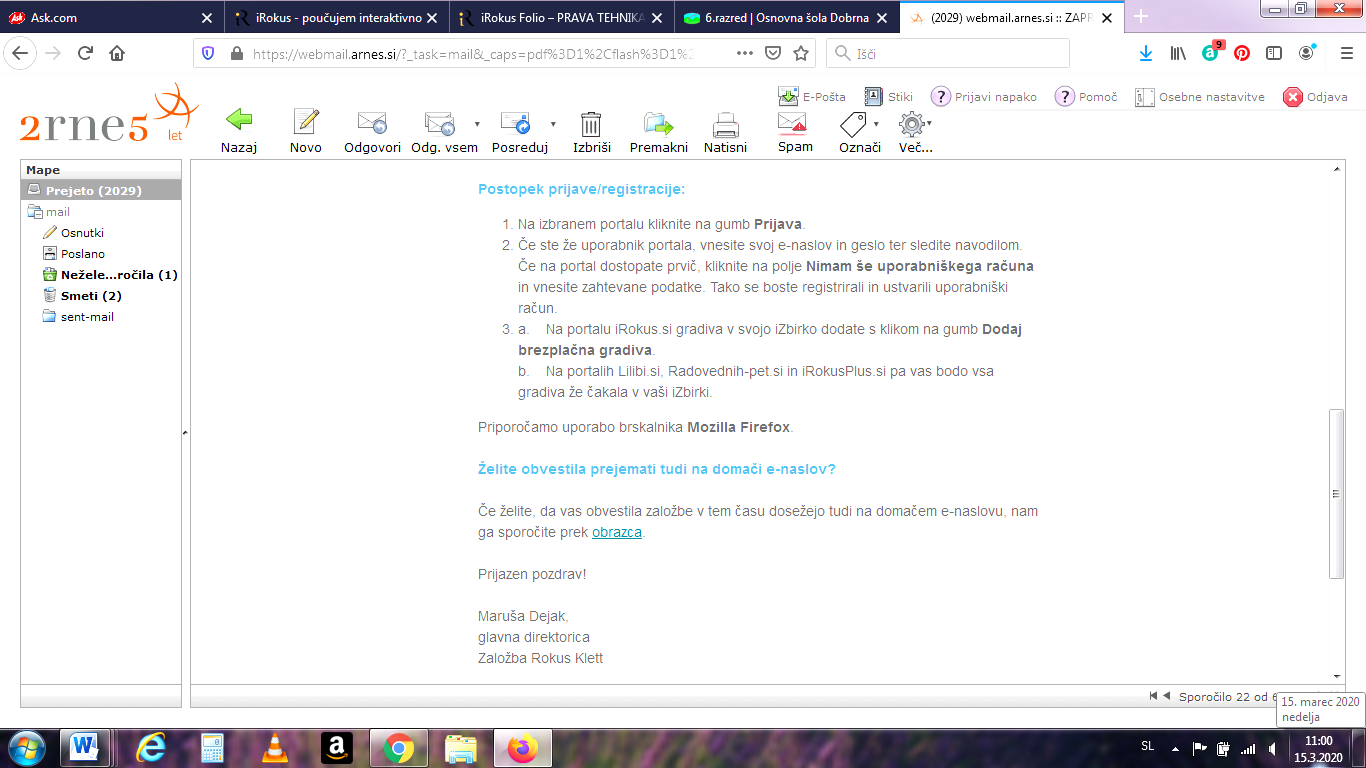 Ask.com
iRokus - poučujem interaktivno
iRokus Folio – PRAVA TEHNIKA
6.razred | Osnovna šola Dobrna
(2029) webmail.arnes.si :: ZAPR
https://webmail.arnes.si/?_task=mail&_caps=pdf%3D1%2Cflash%3D1%2
Išči
9
E-Pošta
Stiki
Prijavi napako
Pomoč
Osebne nastavitve
Odjava
2rne5 let
Nazaj
Novo
Odgovori
Odg. vsem
Posreduj
Izbriši
Premakni
Natisni
Spam
Označi
Več...
Mape
Prejeto (2029)
mail
Osnutki
Poslano
Nežele...ročila (1)
Smeti (2)
sent-mail
Postopek prijave/registracije:
1. Na izbranem portalu kliknite na gumb Prijava.
2. Če ste že uporabnik portala, vnesite svoj e-naslov in geslo ter sledite navodilom.
Če na portal dostopate prvič, kliknite na polje Nimam še uporabniškega računa
in vnesite zahtevane podatke. Tako se boste registrirali in ustvarili uporabniški
račun.
3. a. Na portalu iRokus.si gradiva v svojo iZbirko dodate s klikom na gumb Dodaj
brezplačna gradiva.
b. Na portalih Lilibi.si, Radovednih-pet.si in iRokusPlus.si pa vas bodo vsa
gradiva že čakala v vaši iZbirki.
Priporočamo uporabo brskalnika Mozilla Firefox.
Želite obvestila prejemati tudi na domači e-naslov?
Če želite, da vas obvestila založbe v tem času dosežejo tudi na domačem e-naslovu, nam
ga sporočite prek obrazca.
Prijazen pozdrav!
Maruša Dejak,
glavna direktorica
Založba Rokus Klett
Sporočilo 22 od
15. marec 2020
nedelja
SL
11:00
15.3.2020